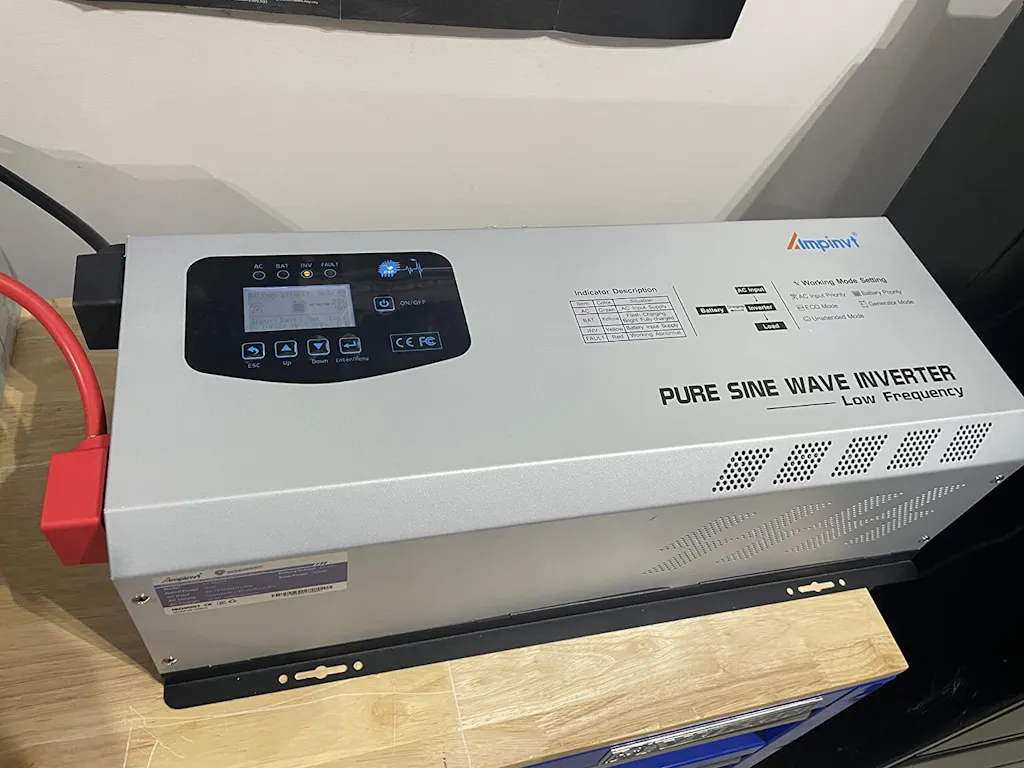 Ampinvt
AC BAT INV FAULT
ON/OFF
ESC Up Down Enter/Menu
CE FC
Indicator Description
Item Color Situation
AC Green AC Input Supply
BAT Yellow Flash Charging
Bright Fully charged
INV Yellow Battery Input Supply
FAULT Red Working Abnormal
AC Input
Battery Inverter
Load
Working Mode Setting
AC Input Priority Battery Priority
ECO Mode Generator Mode
Unattended Mode
PURE SINE WAVE INVERTER
Low Frequency
Ampinvt
ISO9001 CE